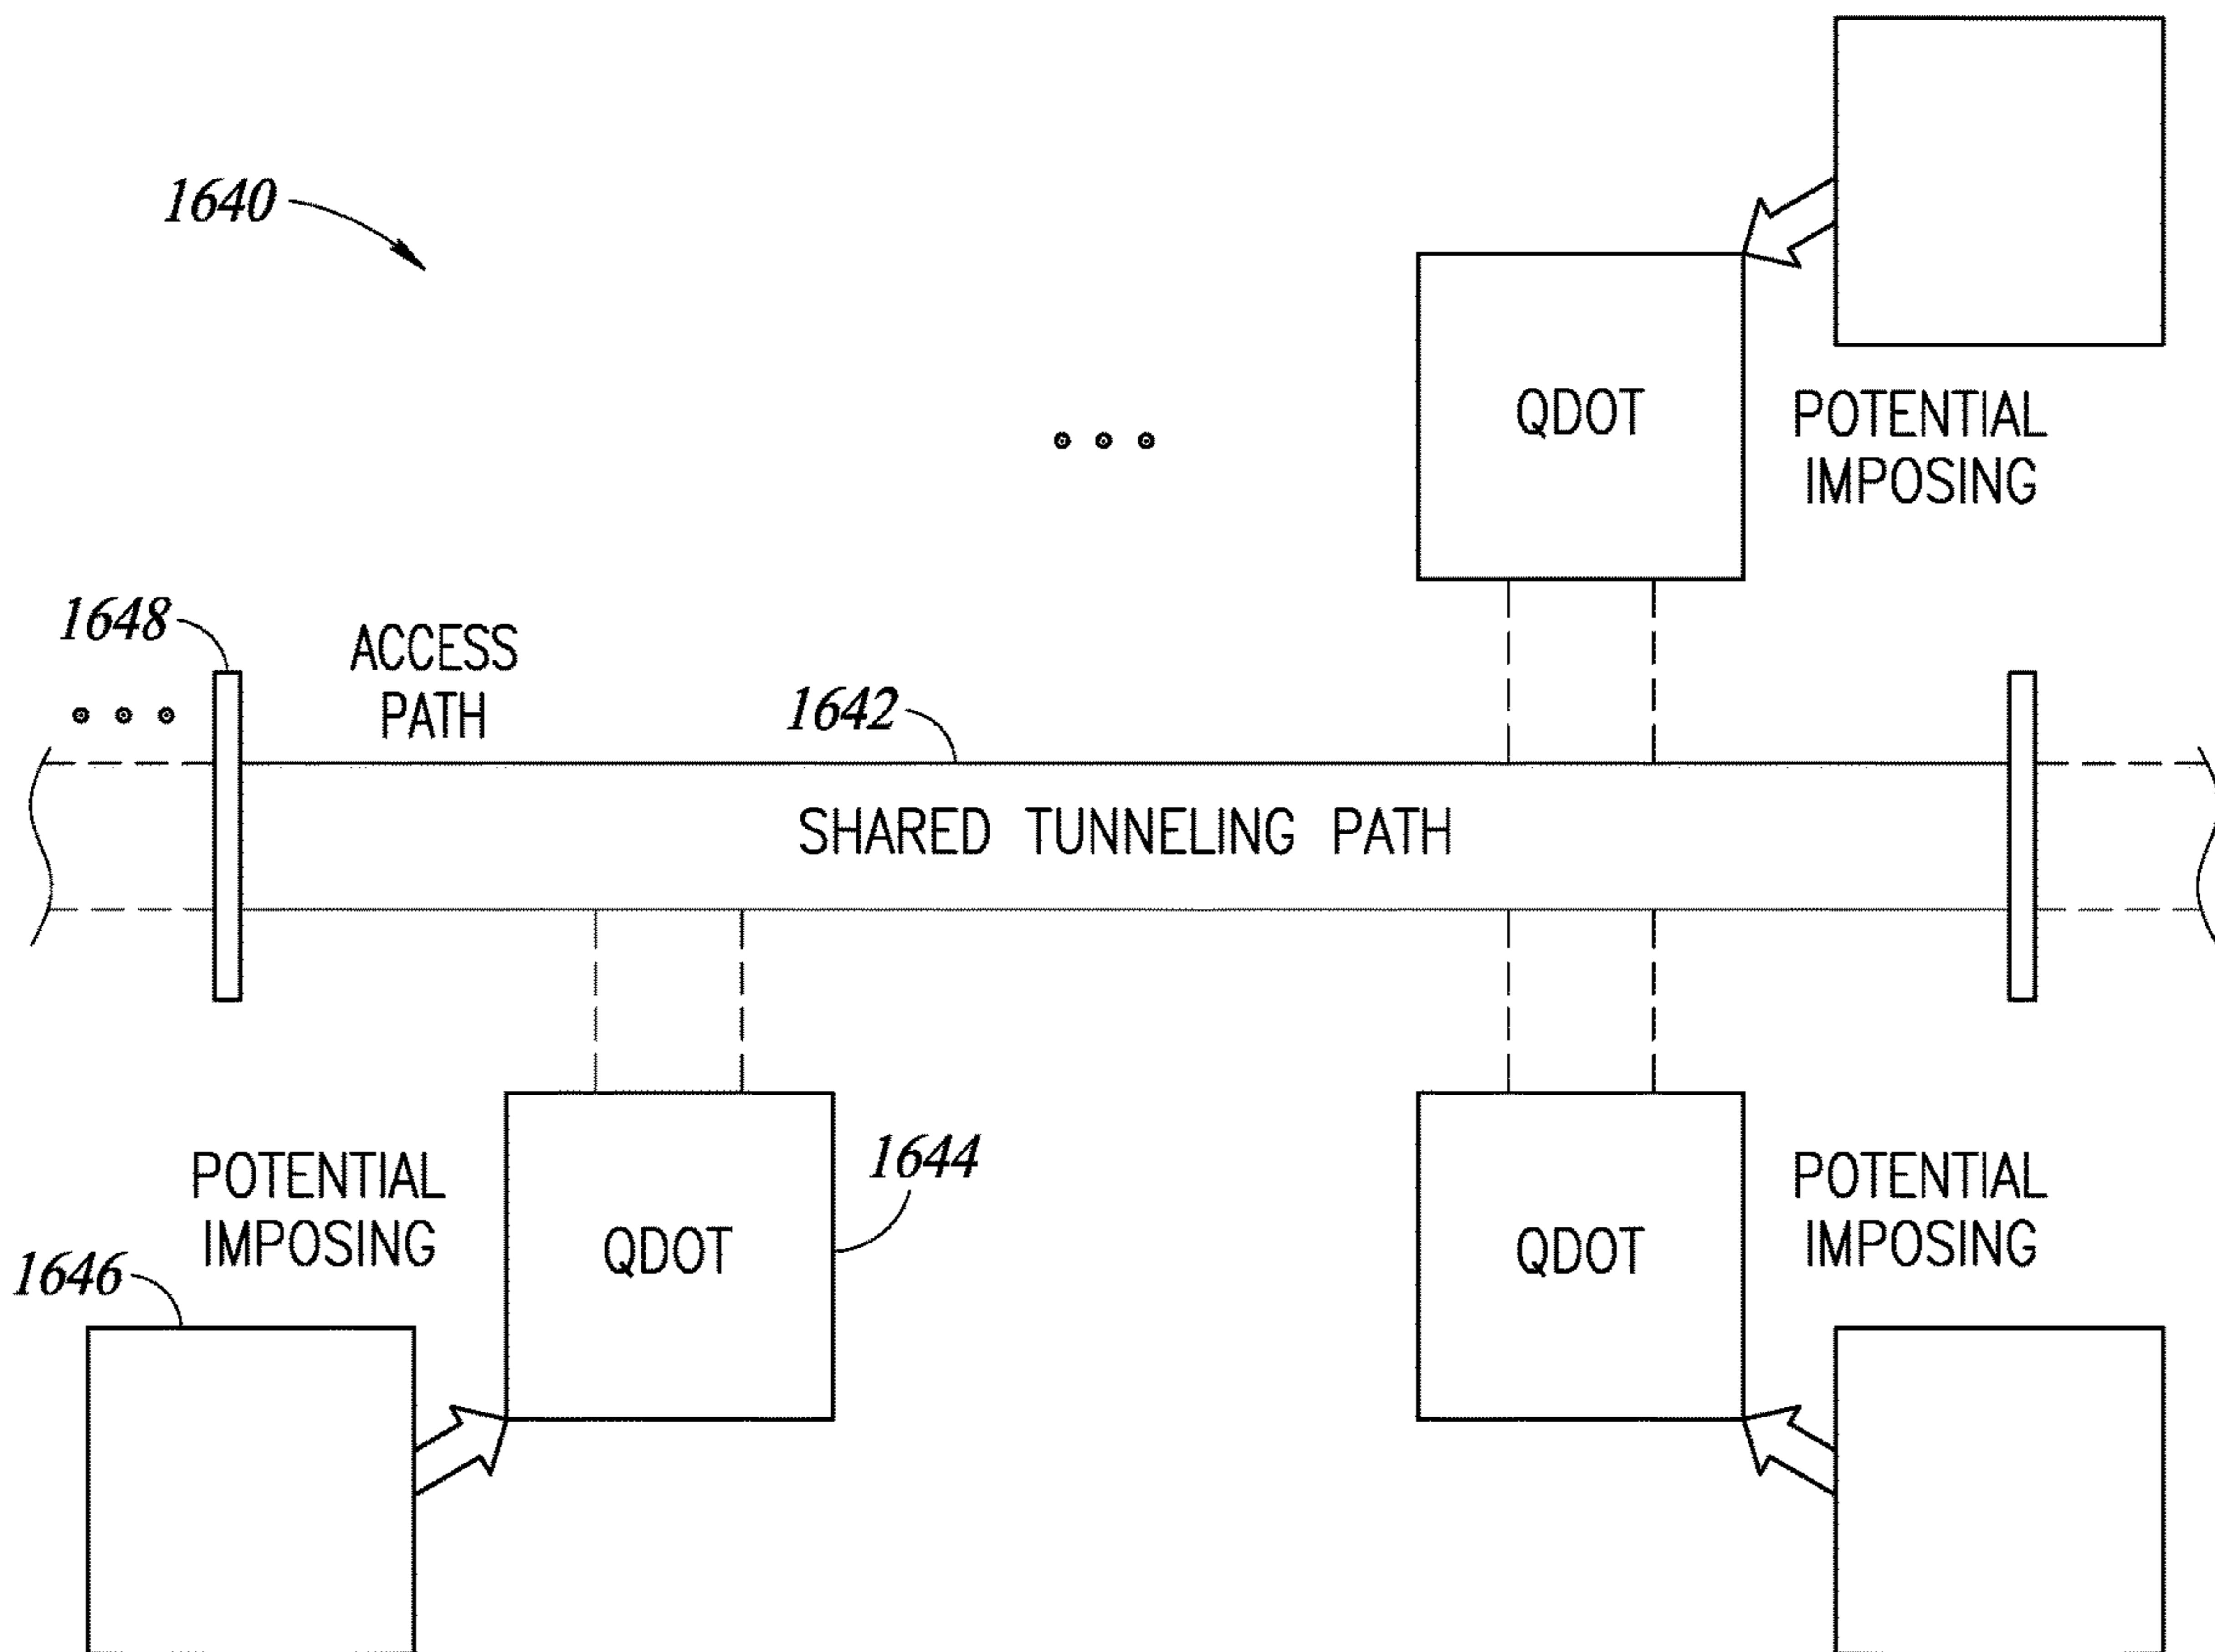 1640
QDOT
POTENTIAL
IMPOSING
1648
ACCESS
PATH
1642
SHARED TUNNELING PATH
POTENTIAL
IMPOSING
1646
QDOT
1644
QDOT
POTENTIAL
IMPOSING